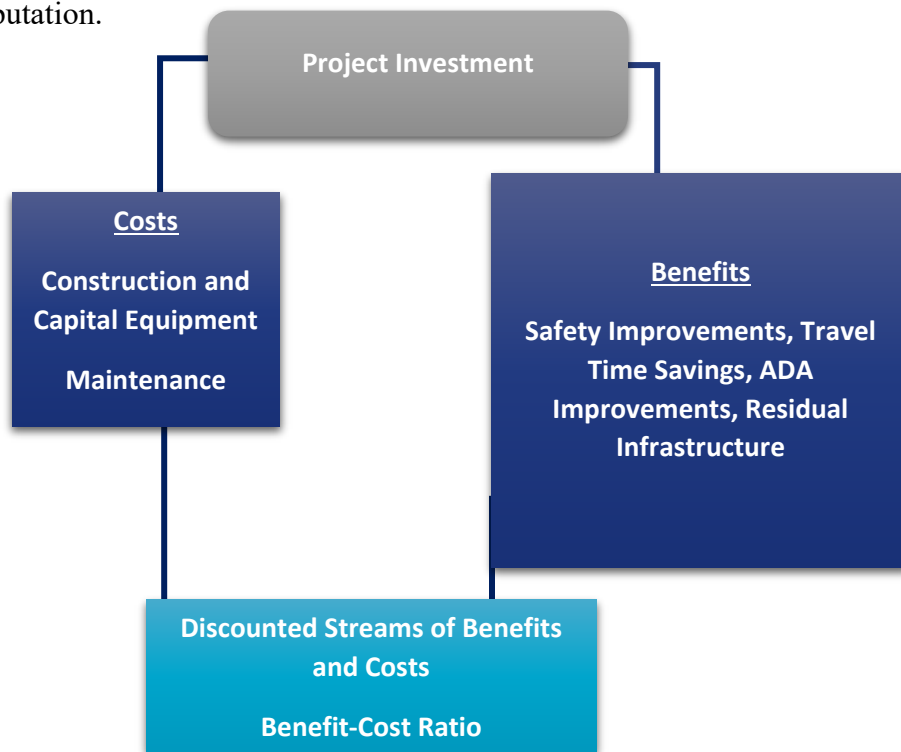 putation.
Project Investment
Costs
Construction and
Capital Equipment
Maintenance
Benefits
Safety Improvements, Travel
Time Savings, ADA
Improvements, Residual
Infrastructure
Discounted Streams of Benefits
and Costs
Benefit-Cost Ratio